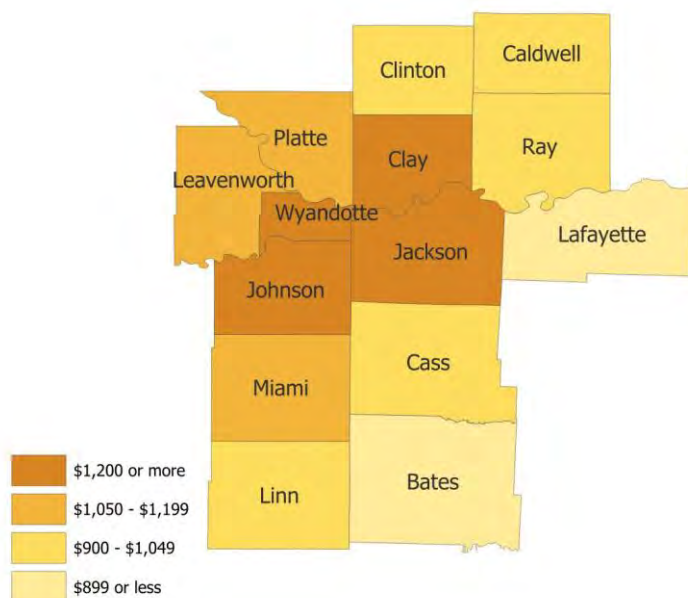 Caldwell
Clinton
Platte
Clay
Ray
Leavenworth
Wyandotte
Lafayette
Jackson
Johnson
Cass
Miami
Bates
Linn
$1,200 or more
$1,050 - $1,199
$900 - $1,049
$899 or less